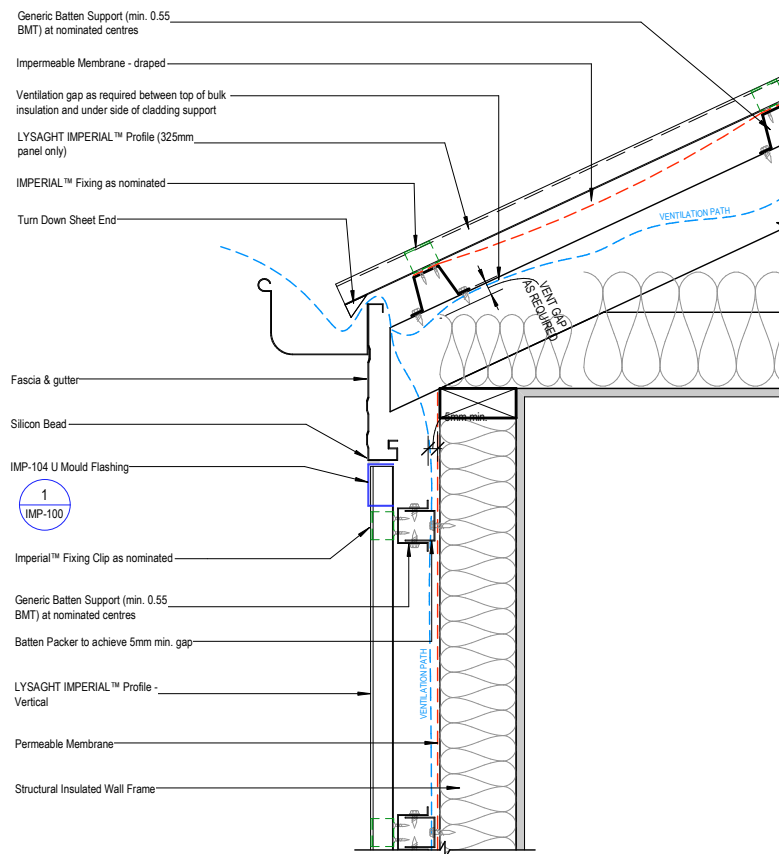 Generic Batten Support (min. 0.55
BMT) at nominated centres
Impermeable Membrane - draped
Ventilation gap as required between top of bulk
insulation and under side of cladding support
LYSAGHT IMPERIAL™ Profile (325mm
panel only)
IMPERIAL™ Fixing as nominated
Turn Down Sheet End
VENTILATION PATH
VENT GAP
AS REQUIRED
Fascia & gutter
5mm min.
Silicon Bead
IMP-104 U Mould Flashing
1
IMP-100
Imperial™ Fixing Clip as nominated
Generic Batten Support (min. 0.55
BMT) at nominated centres
Batten Packer to achieve 5mm min. gap
VENTILATION PATH
LYSAGHT IMPERIAL™ Profile -
Vertical
Permeable Membrane
Structural Insulated Wall Frame